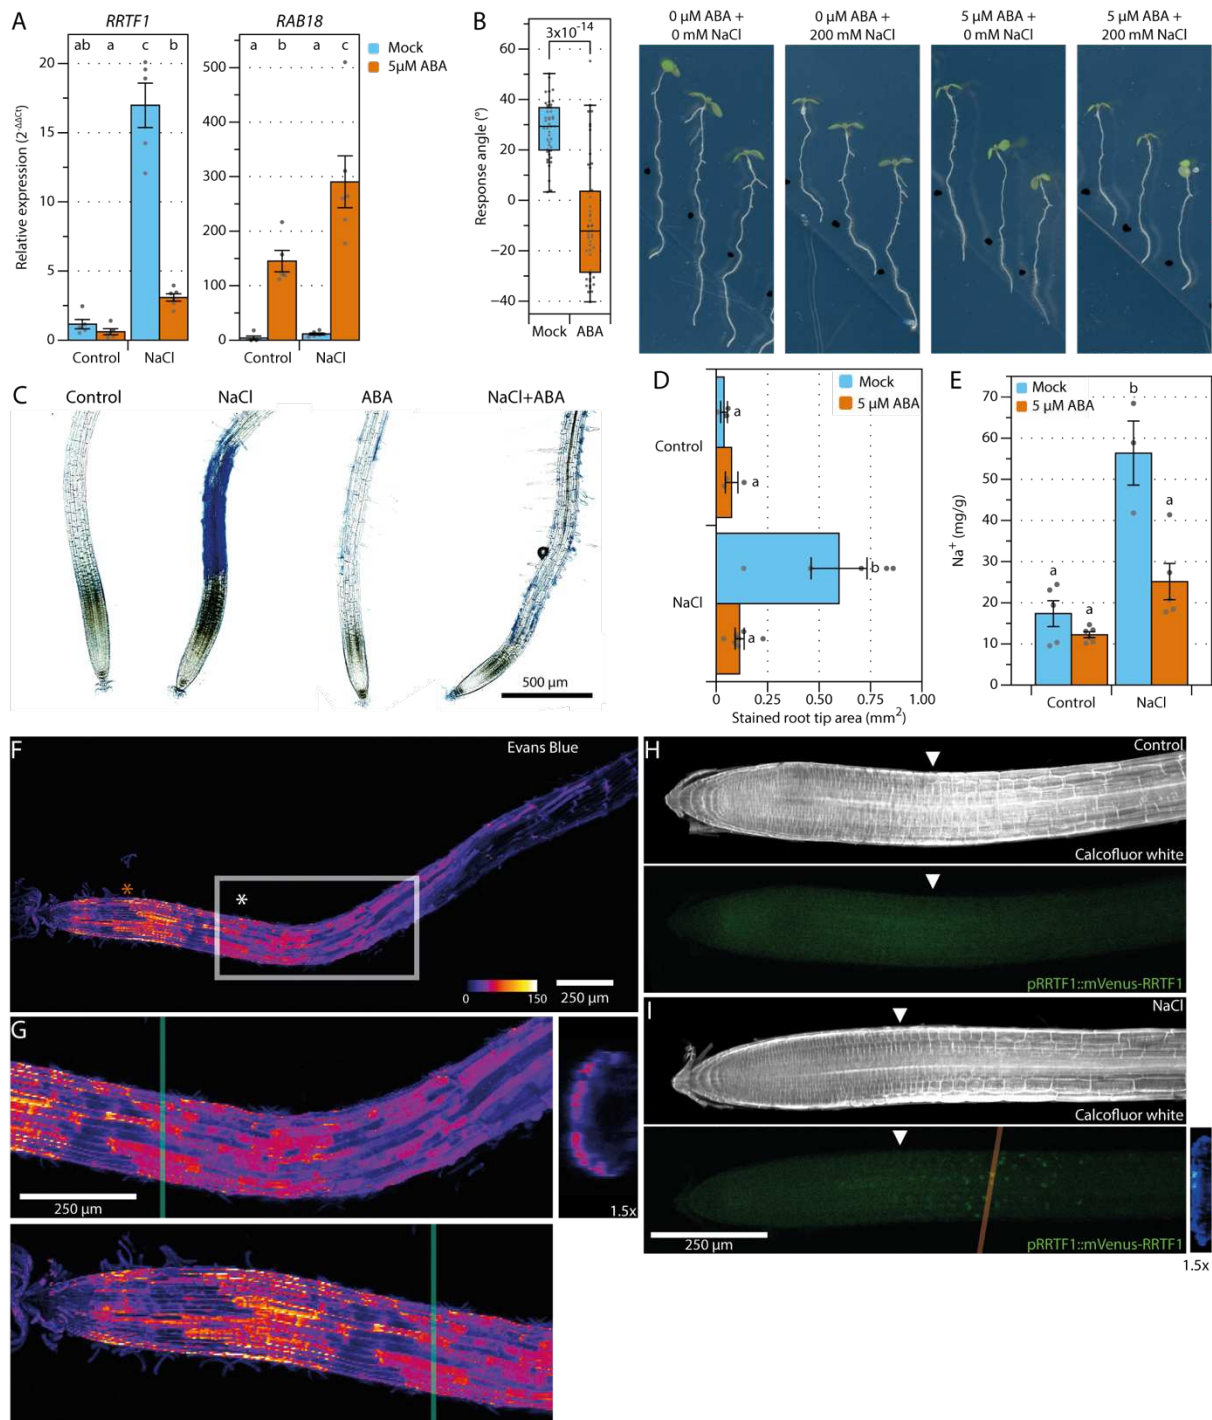 A
RRTF1
RAB18
ab
a
c
b
a
b
a
c
Mock
5µM ABA
Relative expression (2^-ΔΔCt)
20
15
10
5
0
500
400
300
200
150
100
50
0
Control
NaCl
Control
NaCl
B
3x10^-14
Response angle (°)
60
40
20
0
−20
−40
Mock
ABA
0 µM ABA +
0 mM NaCl
0 µM ABA +
200 mM NaCl
5 µM ABA +
0 mM NaCl
5 µM ABA +
200 mM NaCl
C
Control
NaCl
ABA
NaCl+ABA
500 µm
D
Mock
5 µM ABA
Control
a
a
NaCl
b
a
0
0.25
0.50
0.75
1.00
Stained root tip area (mm²)
E
Mock
5 µM ABA
Na⁺ (mg/g)
70
60
50
40
30
20
10
0
a
a
b
a
Control
NaCl
F
Evans Blue
*
*
0
150
250 µm
G
250 µm
1.5x
H
Control
Calcofluor white
pRRTF1::mVenus-RRTF1
I
NaCl
Calcofluor white
250 µm
pRRTF1::mVenus-RRTF1
1.5x